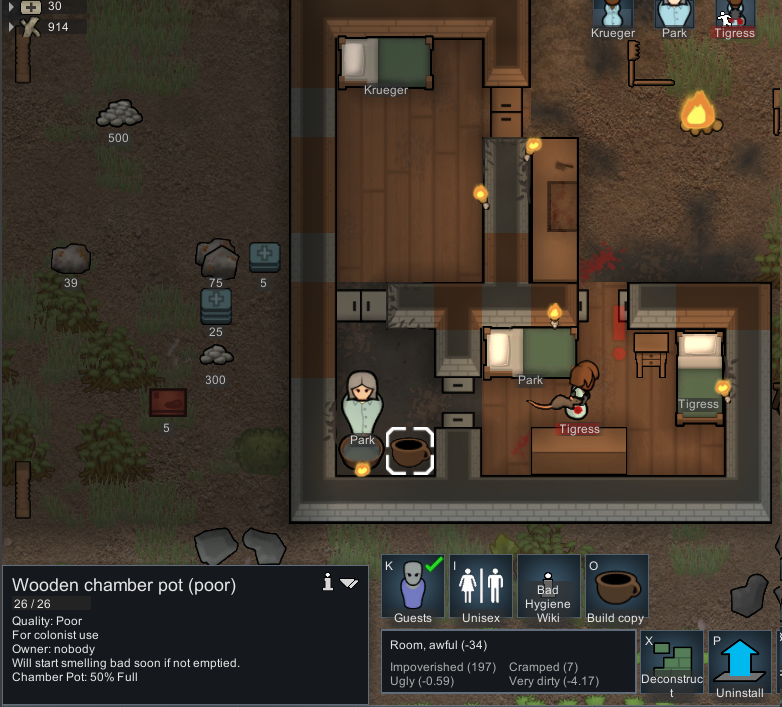 30
914
Krueger Park Tigress
Krueger
500
39
75
5
25
300
5
Park
Tigress
Park
Tigress
Wooden chamber pot (poor)
26 / 26
Quality: Poor
For colonist use
Owner: nobody
Will start smelling bad soon if not emptied.
Chamber Pot: 50% Full
K
Guests
I
Unisex
Bad
Hygiene
Wiki
O
Build copy
Room, awful (-34)
Impoverished (197) Cramped (7)
Ugly (-0.59) Very dirty (-4.17)
X
Deconstruc
t
P
Uninstall